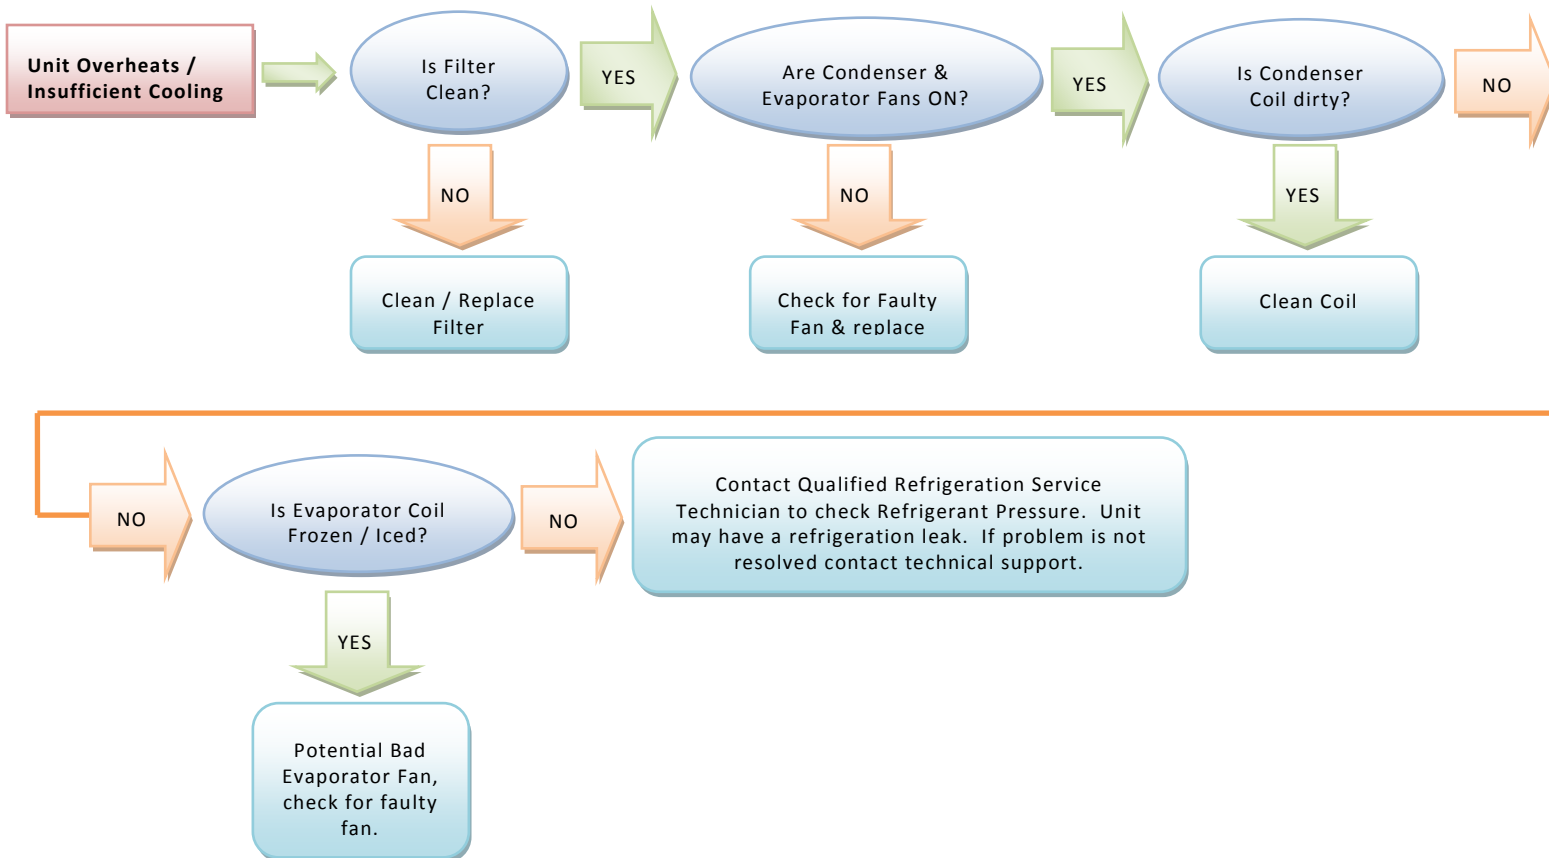 Unit Overheats /
Insufficient Cooling
Is Filter
Clean?
YES
Are Condenser &
Evaporator Fans ON?
YES
Is Condenser
Coil dirty?
NO
NO
NO
YES
Clean / Replace
Filter
Check for Faulty
Fan & replace
Clean Coil
NO
Is Evaporator Coil
Frozen / Iced?
NO
Contact Qualified Refrigeration Service
Technician to check Refrigerant Pressure.  Unit
may have a refrigeration leak.  If problem is not
resolved contact technical support.
YES
Potential Bad
Evaporator Fan,
check for faulty
fan.